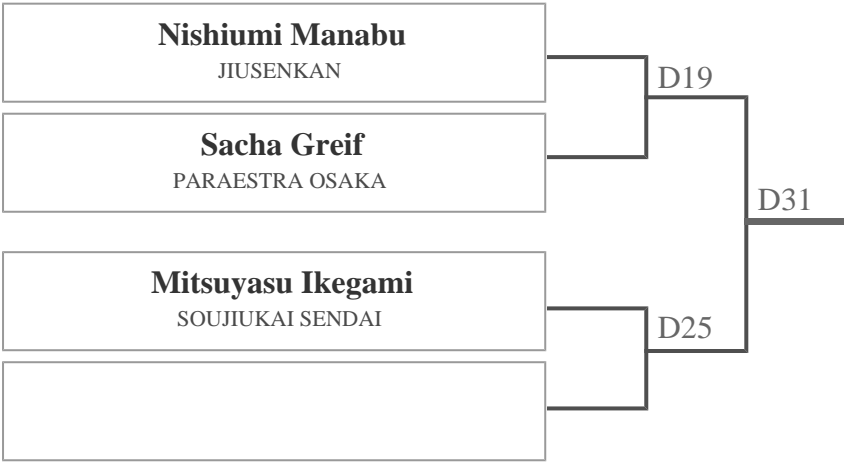 Nishiumi Manabu
JIUSENKAN
D19
Sacha Greif
PARAESTRA OSAKA
D31
Mitsuyasu Ikegami
SOUJIUKAI SENDAI
D25